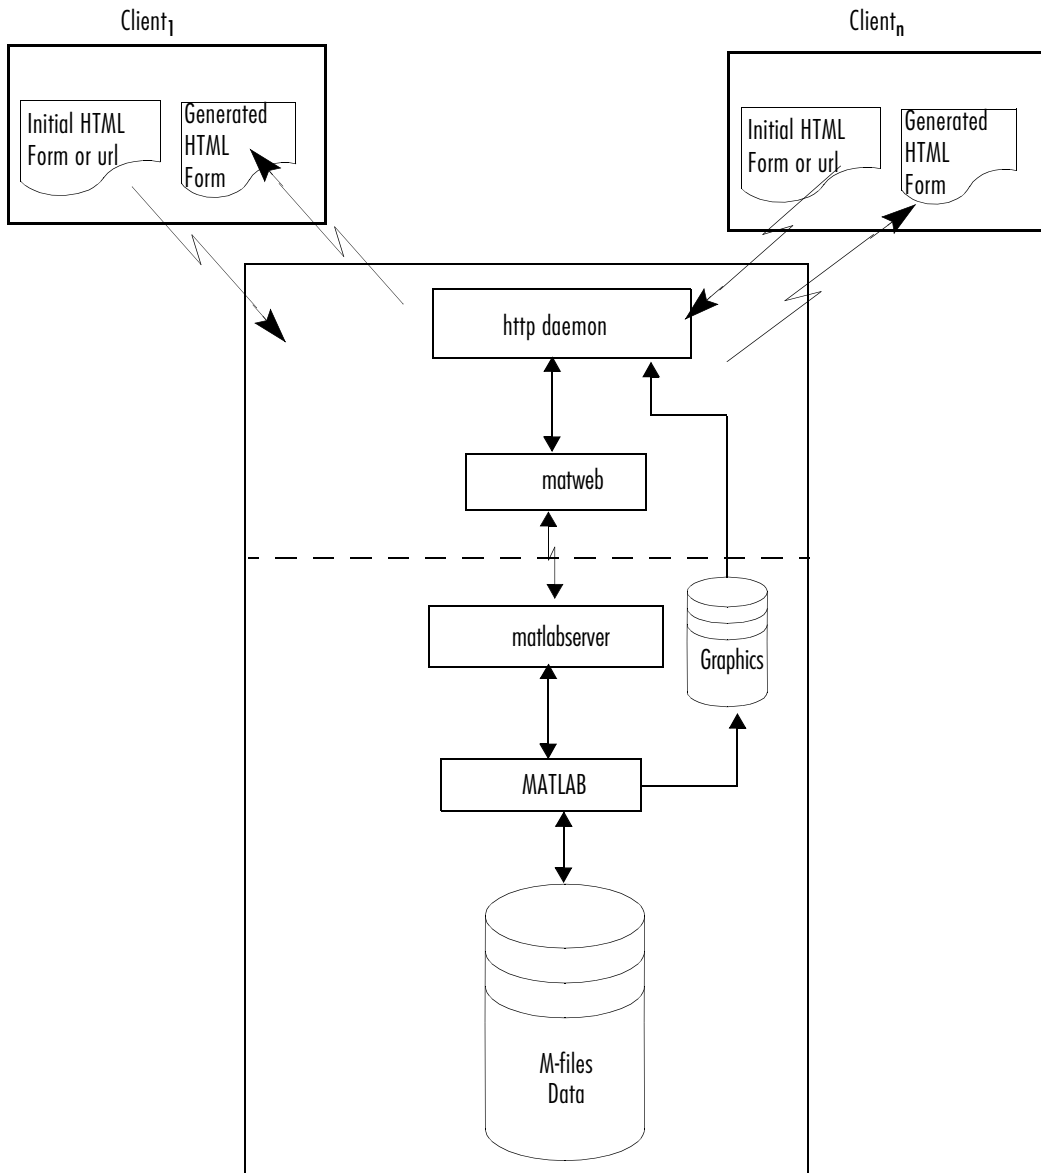 Client1
Clientn
Initial HTML
Form or url
Generated
HTML
Form
Initial HTML
Form or url
Generated
HTML
Form
http daemon
matweb
matlabserver
Graphics
MATLAB
M-files
Data